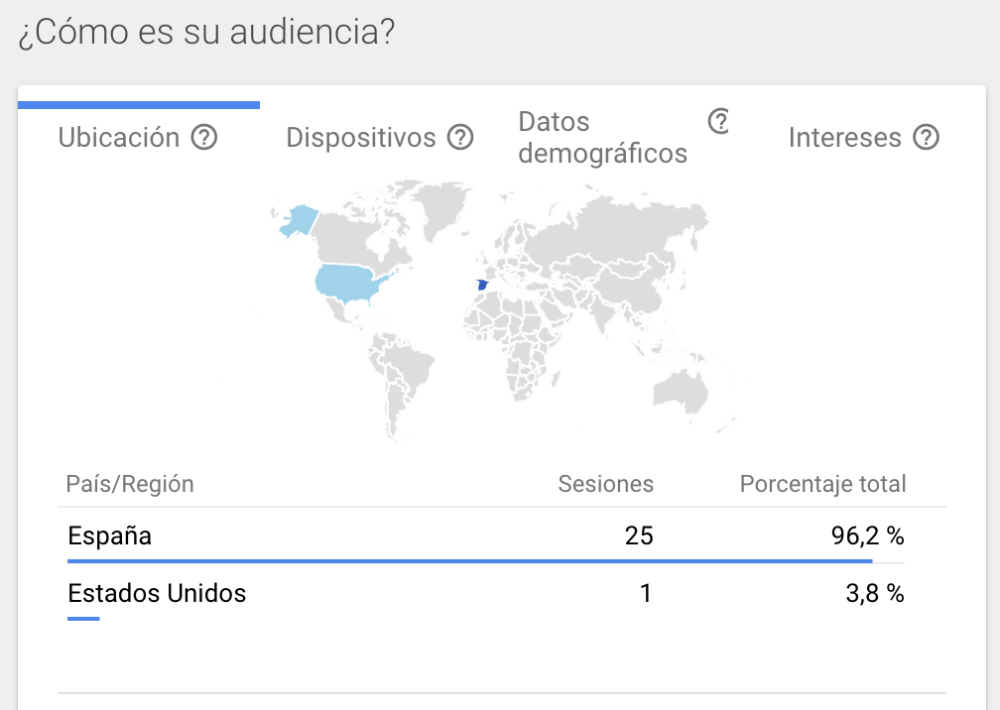 ¿Cómo es su audiencia?
Ubicación ?
Dispositivos ?
Datos demográficos ?
Intereses ?
País/Región Sesiones Porcentaje total
España 25 96,2 %
Estados Unidos 1 3,8 %